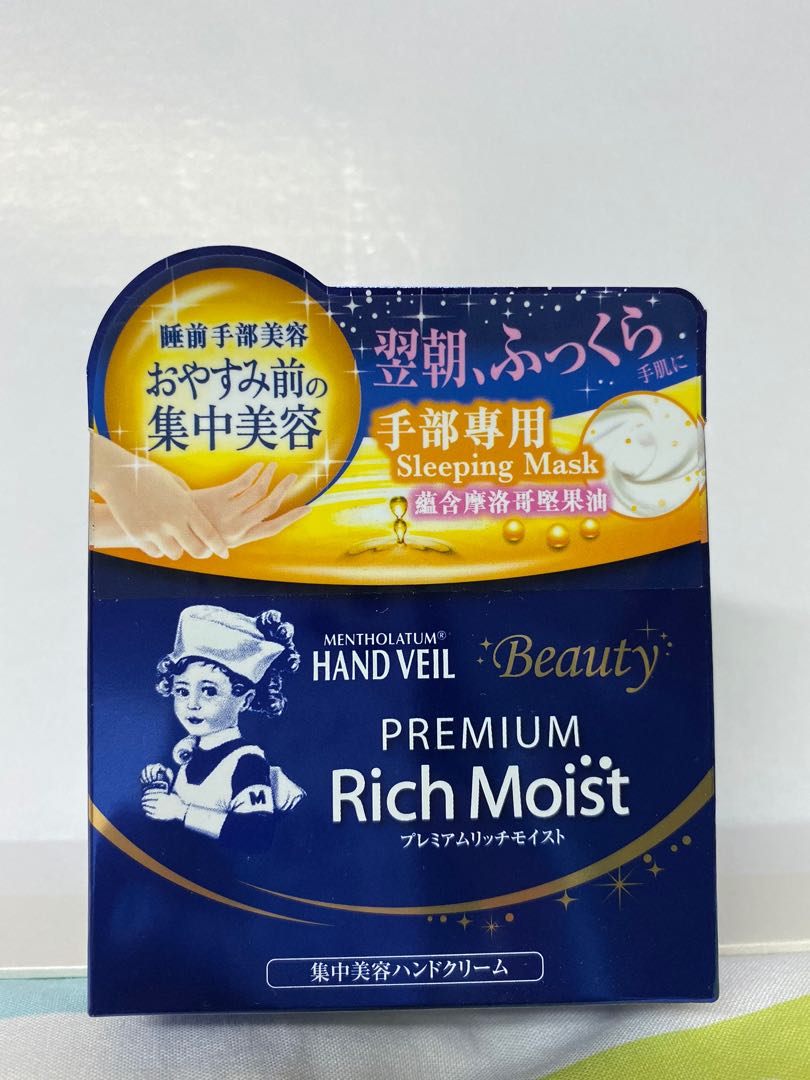 睡前手部美容
おやすみ前の
集中美容
翌朝、ふっくら
手肌に
手部專用
Sleeping Mask
蘊含摩洛哥堅果油
MENTHOLATUM®
HAND VEIL
Beauty
PREMIUM
Rich Moist
プレミアムリッチモイスト
M
集中美容ハンドクリーム